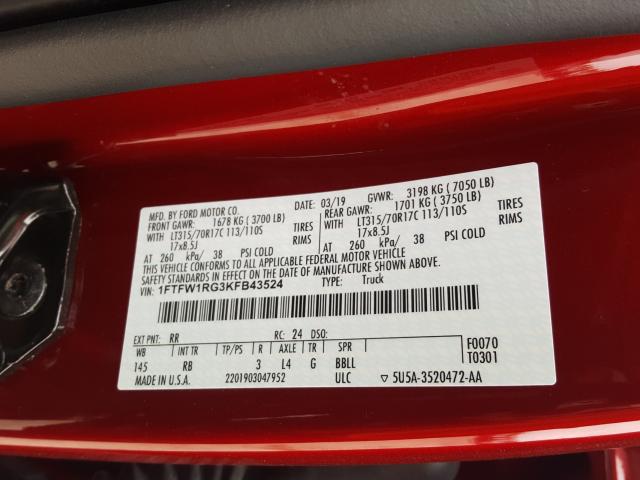 MFD. BY FORD MOTOR CO.
DATE: 03/19 GVWR: 3198 KG ( 7050 LB)
FRONT GAWR: 1678 KG ( 3700 LB) REAR GAWR: 1701 KG ( 3750 LB)
WITH LT315/70R17C 113/110S TIRES WITH LT315/70R17C 113/110S TIRES
17x8.5J RIMS 17x8.5J RIMS
AT 260 kPa/ 38 PSI COLD AT 260 kPa/ 38 PSI COLD
THIS VEHICLE CONFORMS TO ALL APPLICABLE FEDERAL MOTOR VEHICLE
SAFETY STANDARDS IN EFFECT ON THE DATE OF MANUFACTURE SHOWN ABOVE.
VIN: 1FTFW1RG3KFB43524 TYPE: Truck
EXT PNT: RR RC: 24 DSO: F0070
WB INT TR TP/PS R AXLE TR SPR T0301
145 RB 3 L4 G BBLL
MADE IN U.S.A. 2201903047952 ULC ▽ 5U5A-3520472-AA